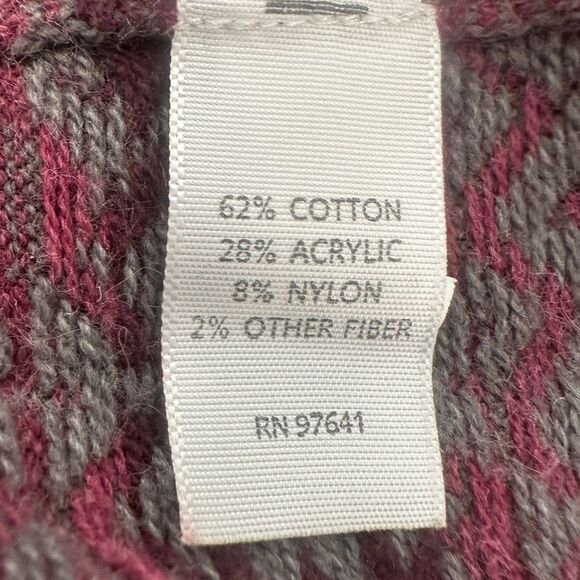 62% COTTON
28% ACRYLIC
8% NYLON
2% OTHER FIBER
RN 97641